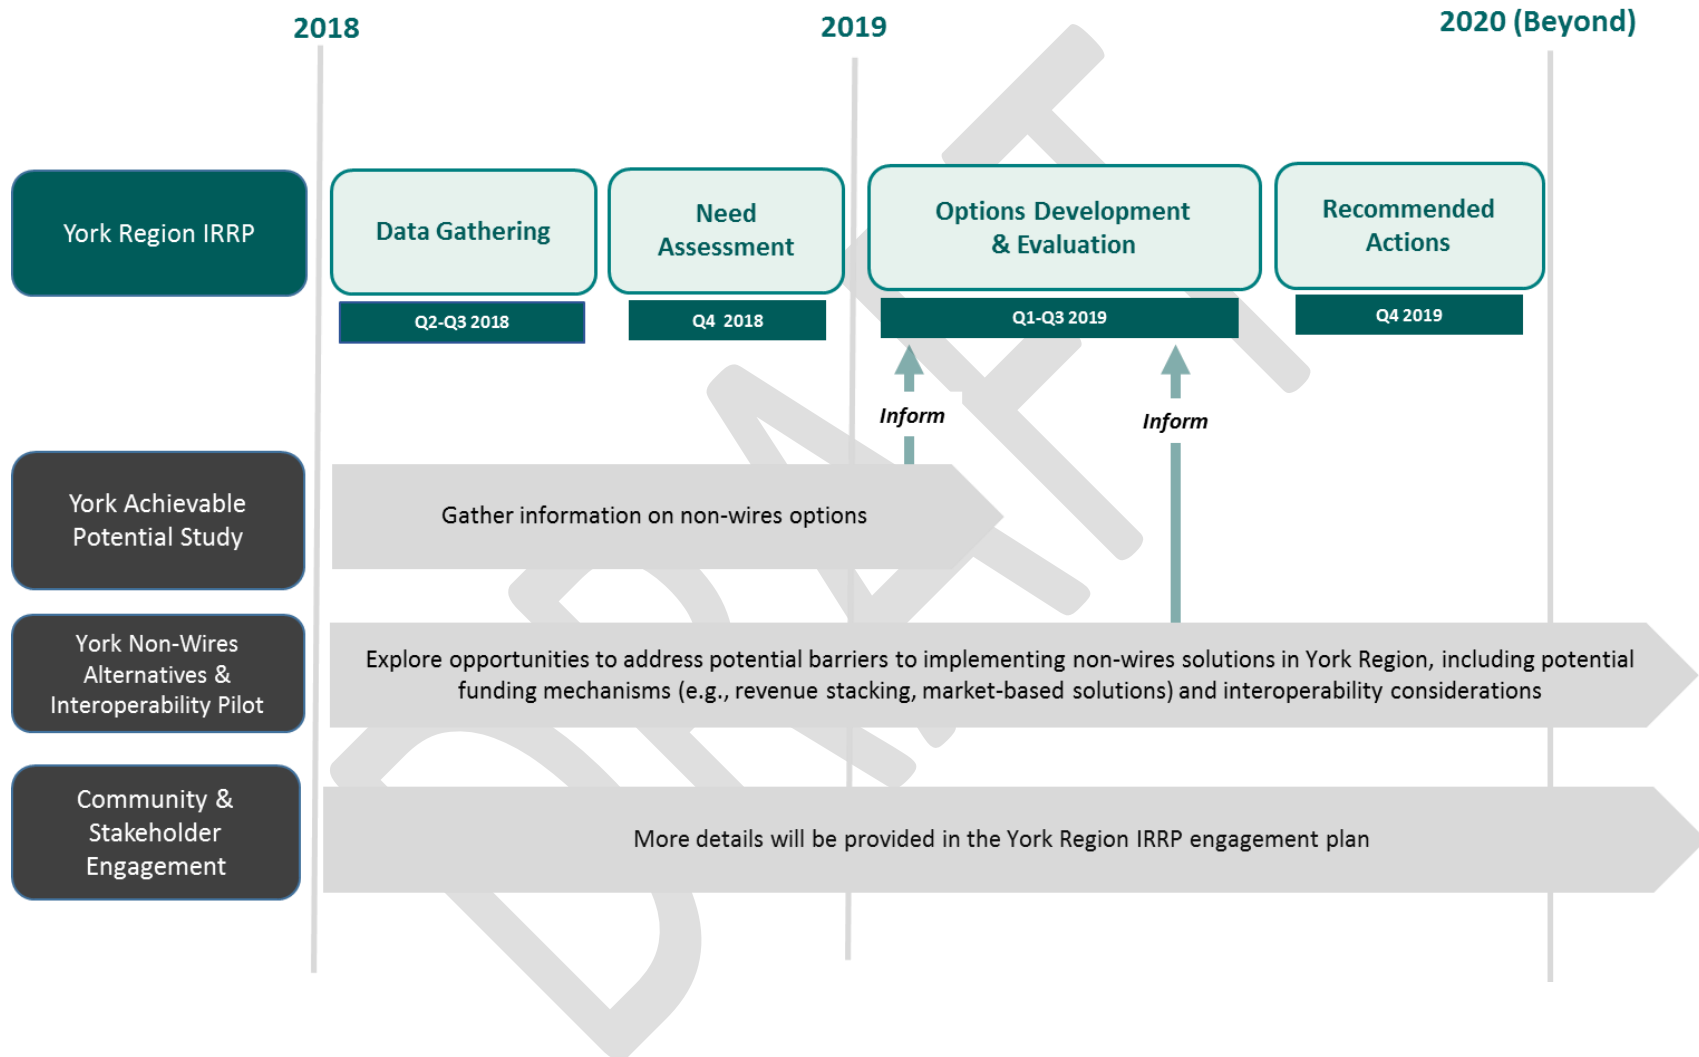 2018
2019
2020 (Beyond)
York Region IRRP
Data Gathering
Need
Assessment
Options Development
& Evaluation
Recommended
Actions
Q2-Q3 2018
Q4 2018
Q1-Q3 2019
Q4 2019
Inform
Inform
York Achievable
Potential Study
Gather information on non-wires options
York Non-Wires
Alternatives &
Interoperability Pilot
Explore opportunities to address potential barriers to implementing non-wires solutions in York Region, including potential
funding mechanisms (e.g., revenue stacking, market-based solutions) and interoperability considerations
Community &
Stakeholder
Engagement
More details will be provided in the York Region IRRP engagement plan
DRAFT